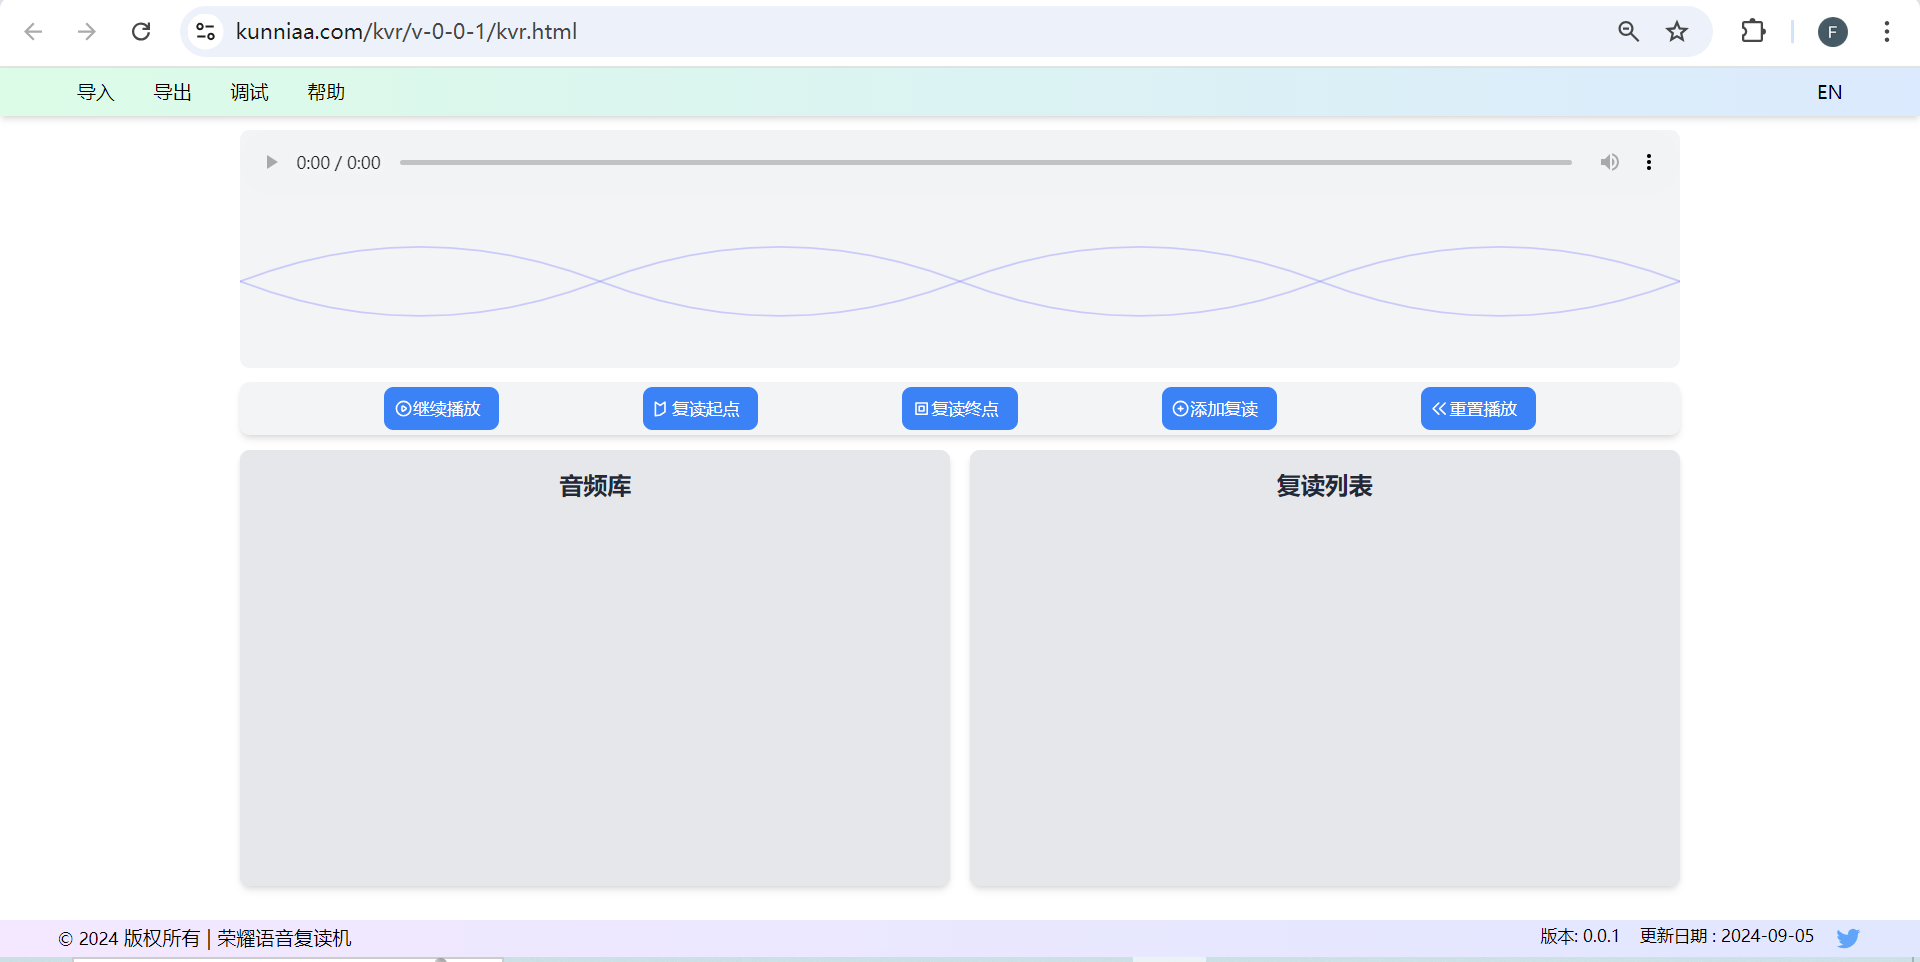 kunniaa.com/kvr/v-0-0-1/kvr.html
F
导入 导出 调试 帮助 EN
0:00 / 0:00
继续播放 复读起点 复读终点 添加复读 重置播放
音频库 复读列表
© 2024 版权所有 | 荣耀语音复读机 版本: 0.0.1 更新日期 : 2024-09-05